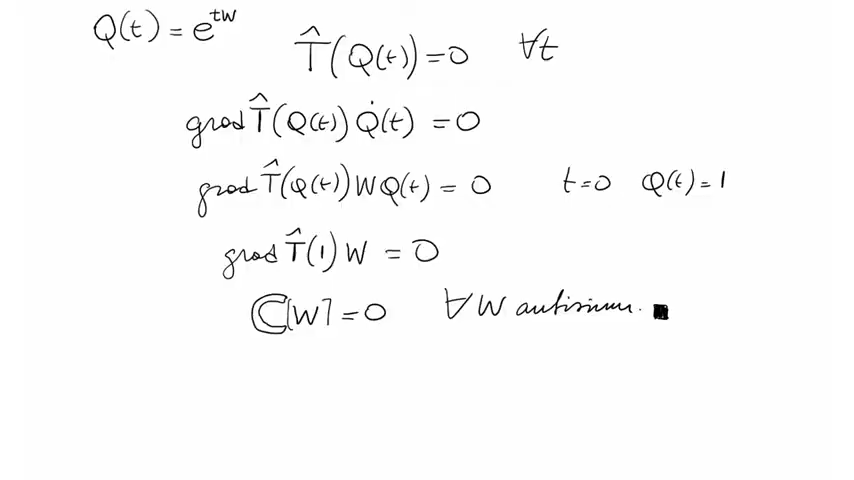 Q(t) = e^{tW}
T̂(Q(t)) = 0 ∀t
grad T̂(Q(t)) Q̇(t) = 0
grad T̂(Q(t)) W Q(t) = 0 t=0 Q(t)=1
grad T̂(1) W = 0
ℂ[W] = 0 ∀ W antisimm. ■